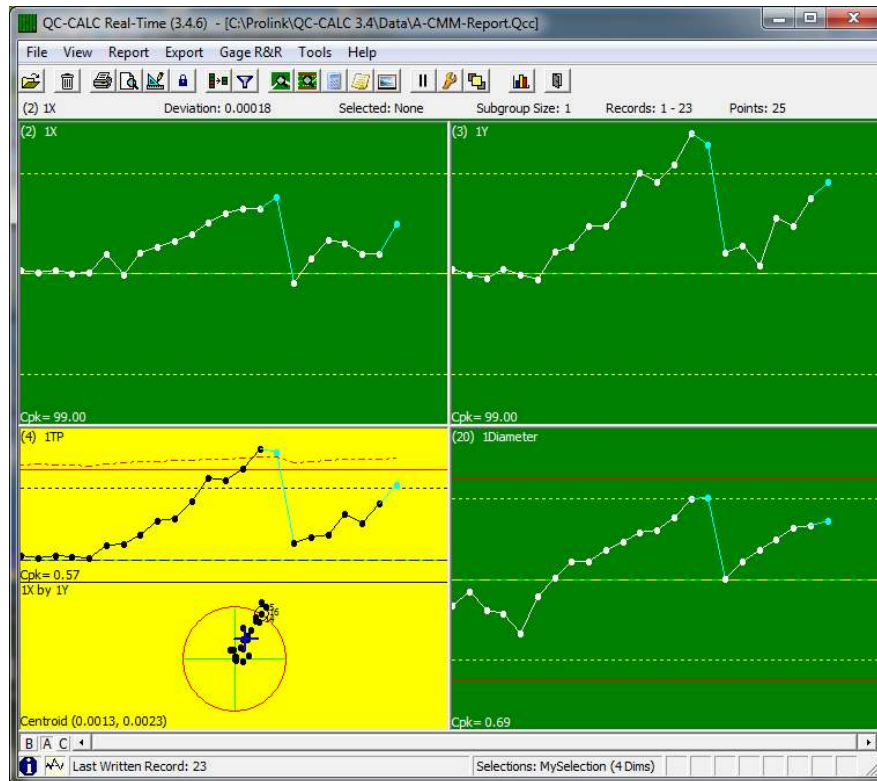 QC-CALC Real-Time (3.4.6) - [C:\Prolink\QC-CALC 3.4\Data\A-CMM-Report.Qcc]
File View Report Export Gage R&R Tools Help
(2) 1X Deviation: 0.00018 Selected: None Subgroup Size: 1 Records: 1 - 23 Points: 25
(2) 1X
(3) 1Y
Cpk= 99.00
Cpk= 99.00
(4) 1TP
(20) 1Diameter
Cpk= 0.57
1X by 1Y
Centroid (0.0013, 0.0023)
Cpk= 0.69
B A C
Last Written Record: 23 Selections: MySelection (4 Dims)